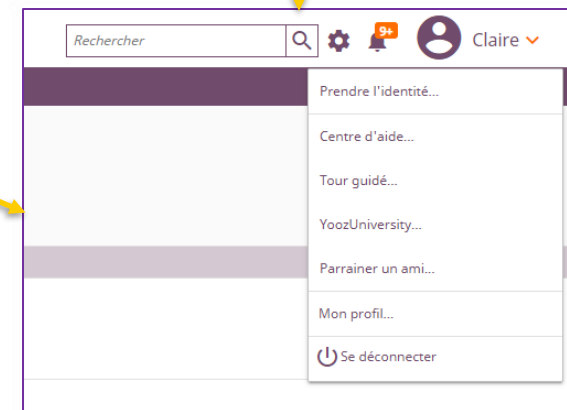 Rechercher
9+
Claire
Prendre l'identité...
Centre d'aide...
Tour guidé...
YoozUniversity...
Parrainer un ami...
Mon profil...
Se déconnecter